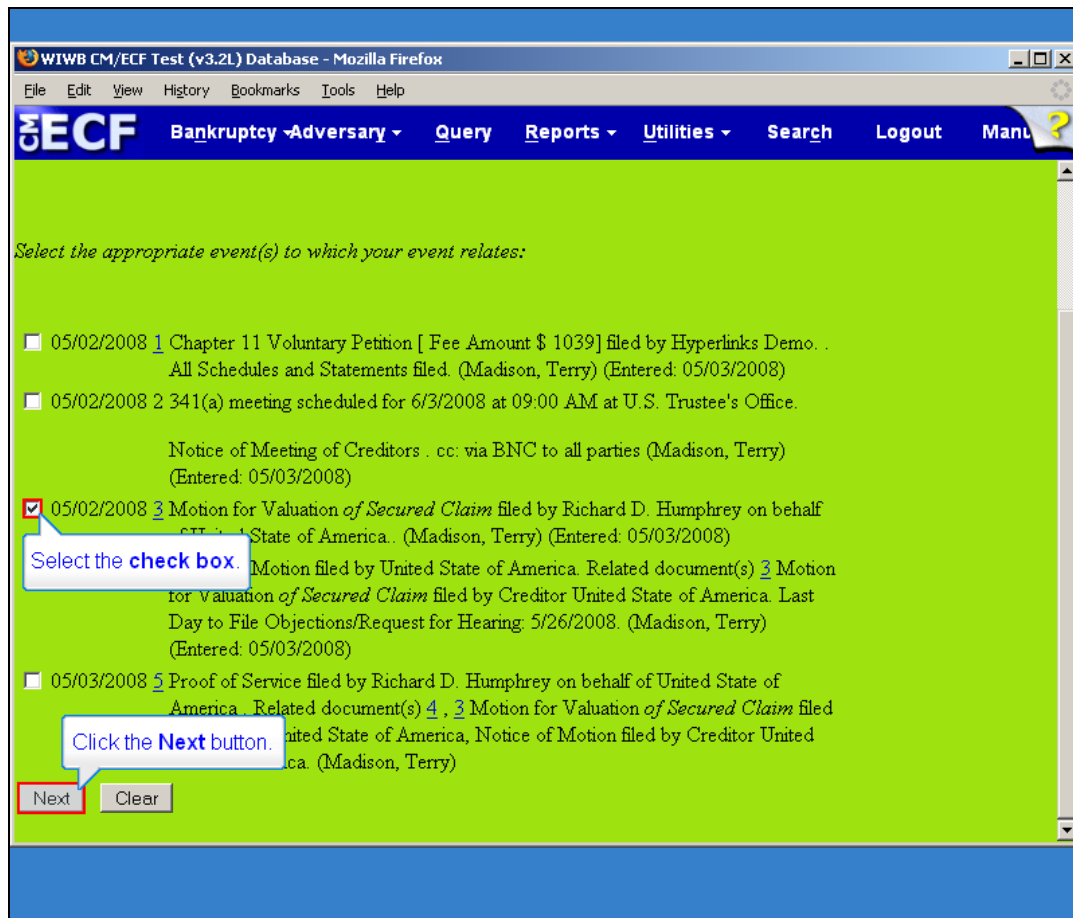 WIWB CM/ECF Test (v3.2L) Database - Mozilla Firefox
File Edit View History Bookmarks Tools Help
CM ECF Bankruptcy Adversary Query Reports Utilities Search Logout Manu ?
Select the appropriate event(s) to which your event relates:
05/02/2008 1 Chapter 11 Voluntary Petition [ Fee Amount $ 1039] filed by Hyperlinks Demo. .
All Schedules and Statements filed. (Madison, Terry) (Entered: 05/03/2008)
05/02/2008 2 341(a) meeting scheduled for 6/3/2008 at 09:00 AM at U.S. Trustee's Office.
Notice of Meeting of Creditors . cc: via BNC to all parties (Madison, Terry)
(Entered: 05/03/2008)
05/02/2008 3 Motion for Valuation of Secured Claim filed by Richard D. Humphrey on behalf
of United State of America.. (Madison, Terry) (Entered: 05/03/2008)
Select the check box.
Motion filed by United State of America. Related document(s) 3 Motion
for Valuation of Secured Claim filed by Creditor United State of America. Last
Day to File Objections/Request for Hearing: 5/26/2008. (Madison, Terry)
(Entered: 05/03/2008)
05/03/2008 5 Proof of Service filed by Richard D. Humphrey on behalf of United State of
America . Related document(s) 4 , 3 Motion for Valuation of Secured Claim filed
nited State of America, Notice of Motion filed by Creditor United
ca. (Madison, Terry)
Click the Next button.
Next Clear